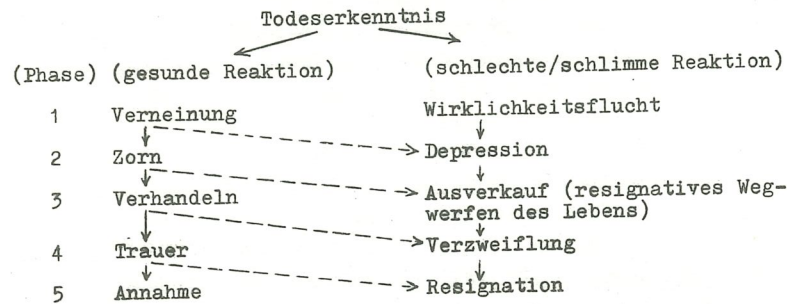 Todeserkenntnis
(Phase) (gesunde Reaktion) (schlechte/schlimme Reaktion)
1 Verneinung Wirklichkeitsflucht
2 Zorn Depression
3 Verhandeln Ausverkauf (resignatives Weg-
werfen des Lebens)
4 Trauer Verzweiflung
5 Annahme Resignation